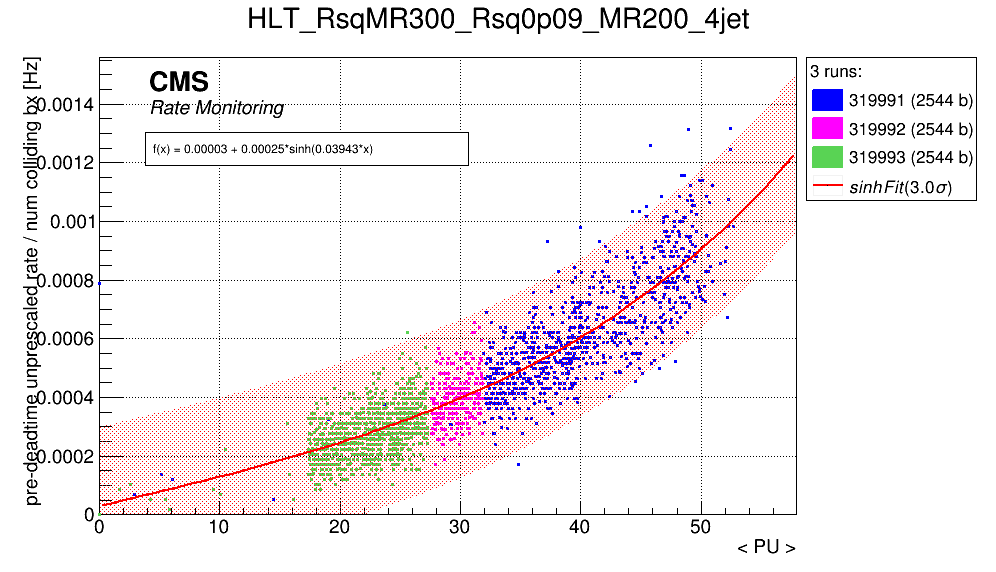 HLT_RsqMR300_Rsq0p09_MR200_4jet
pre-deadtime unprescaled rate / num colliding bx [Hz]
CMS
Rate Monitoring
f(x) = 0.00003 + 0.00025*sinh(0.03943*x)
3 runs:
319991 (2544 b)
319992 (2544 b)
319993 (2544 b)
sinhFit(3.0σ)
0.0014
0.0012
0.001
0.0008
0.0006
0.0004
0.0002
0
0 10 20 30 40 50
< PU >